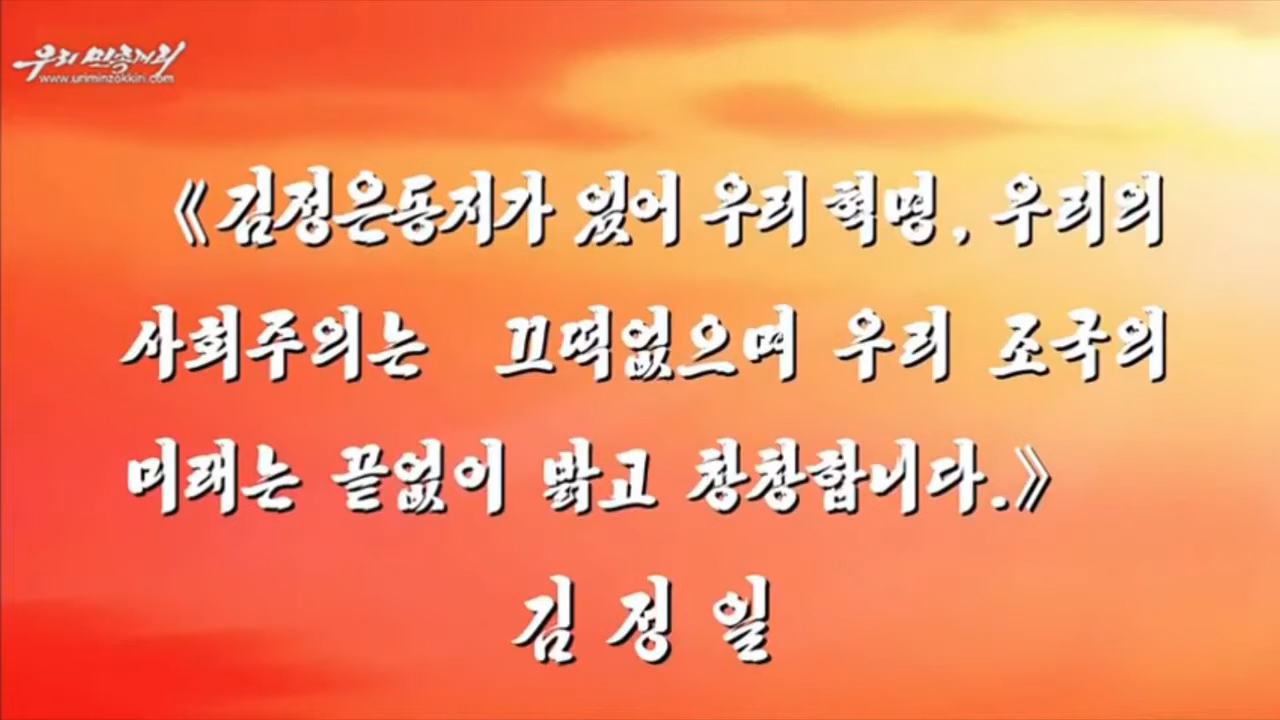 우리 민족끼리
www.uriminzokkiri.com
《김정은동지가 있어 우리 혁명, 우리의
사회주의는 끄떡없으며 우리 조국의
미래는 끝없이 밝고 창창합니다.》
김 정 일